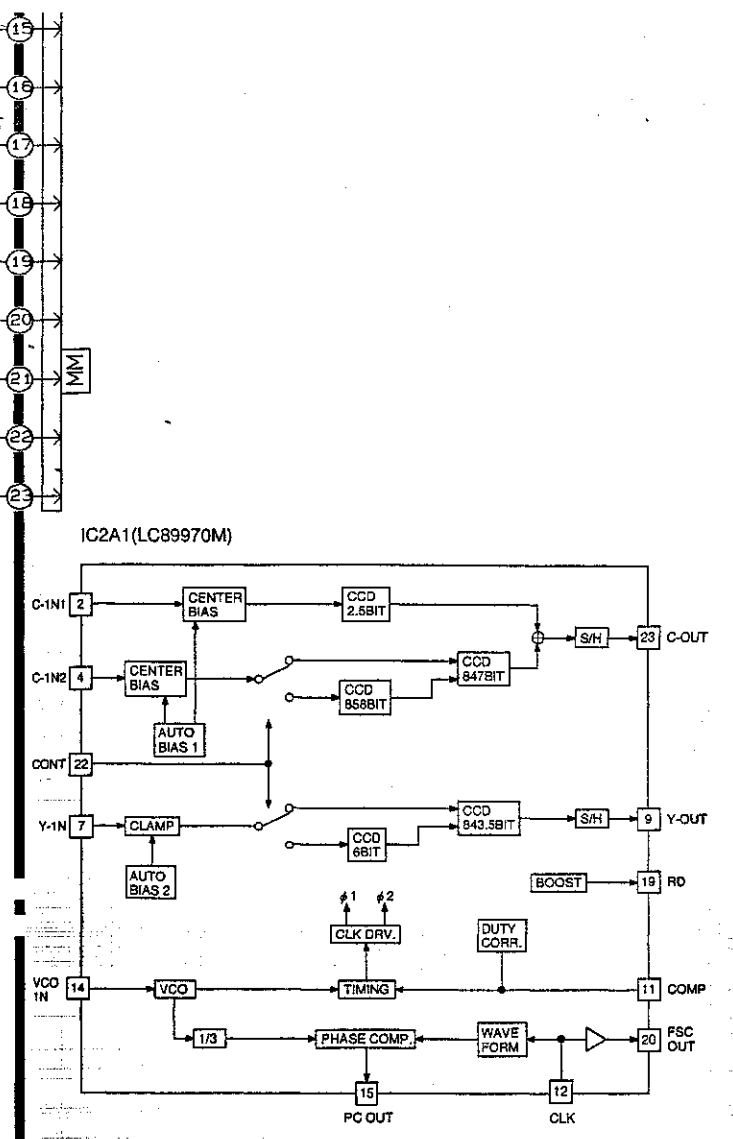 15
16
17
18
19
20
21
MM
22
23
IC2A1(LC89970M)
C-1N1 2
CENTER
BIAS
CCD
2.5BIT
S/H
23 C-OUT
C-1N2 4
CENTER
BIAS
CCD
847BIT
CCD
858BIT
AUTO
BIAS 1
CONT 22
Y-1N 7
CLAMP
CCD
843.5BIT
S/H
9 Y-OUT
CCD
6BIT
AUTO
BIAS 2
BOOST
19 RD
φ1 φ2
CLK DRV.
DUTY
CORR.
VCO
1N
14
VCO
TIMING
11 COMP
1/3
PHASE COMP.
WAVE
FORM
20 FSC
OUT
15
12
PC OUT
CLK